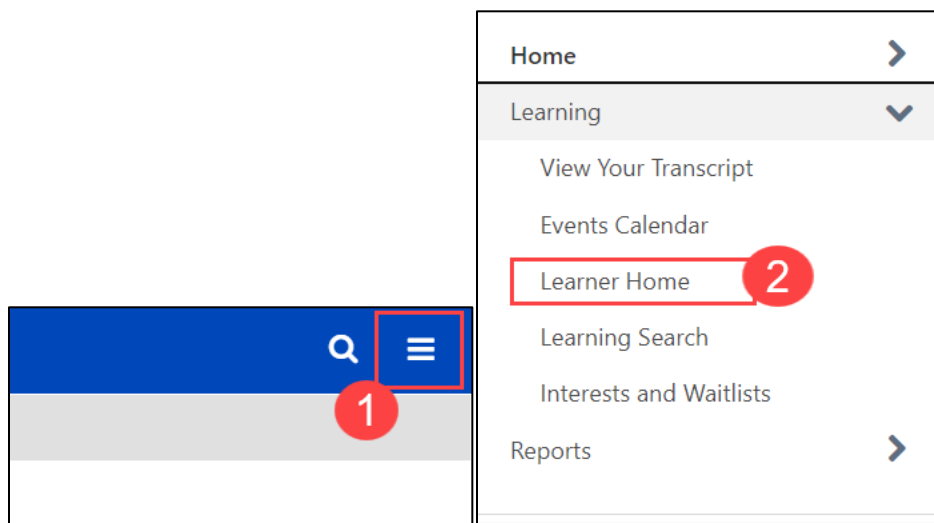 1
Home
Learning
View Your Transcript
Events Calendar
Learner Home 2
Learning Search
Interests and Waitlists
Reports